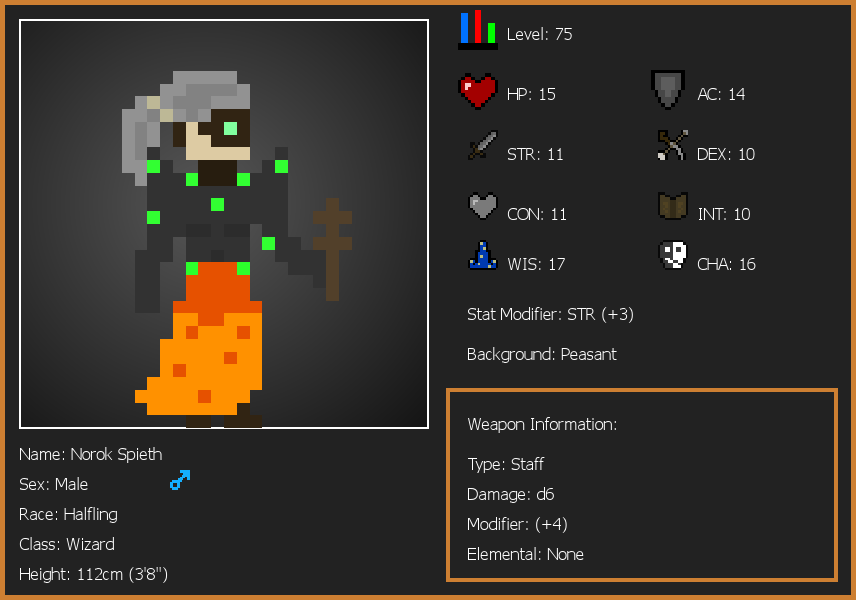 Level: 75
HP: 15
AC: 14
STR: 11
DEX: 10
CON: 11
INT: 10
WIS: 17
CHA: 16
Stat Modifier: STR (+3)
Background: Peasant
Weapon Information:
Type: Staff
Damage: d6
Modifier: (+4)
Elemental: None
Name: Norok Spieth
Sex: Male
Race: Halfling
Class: Wizard
Height: 112cm (3'8")